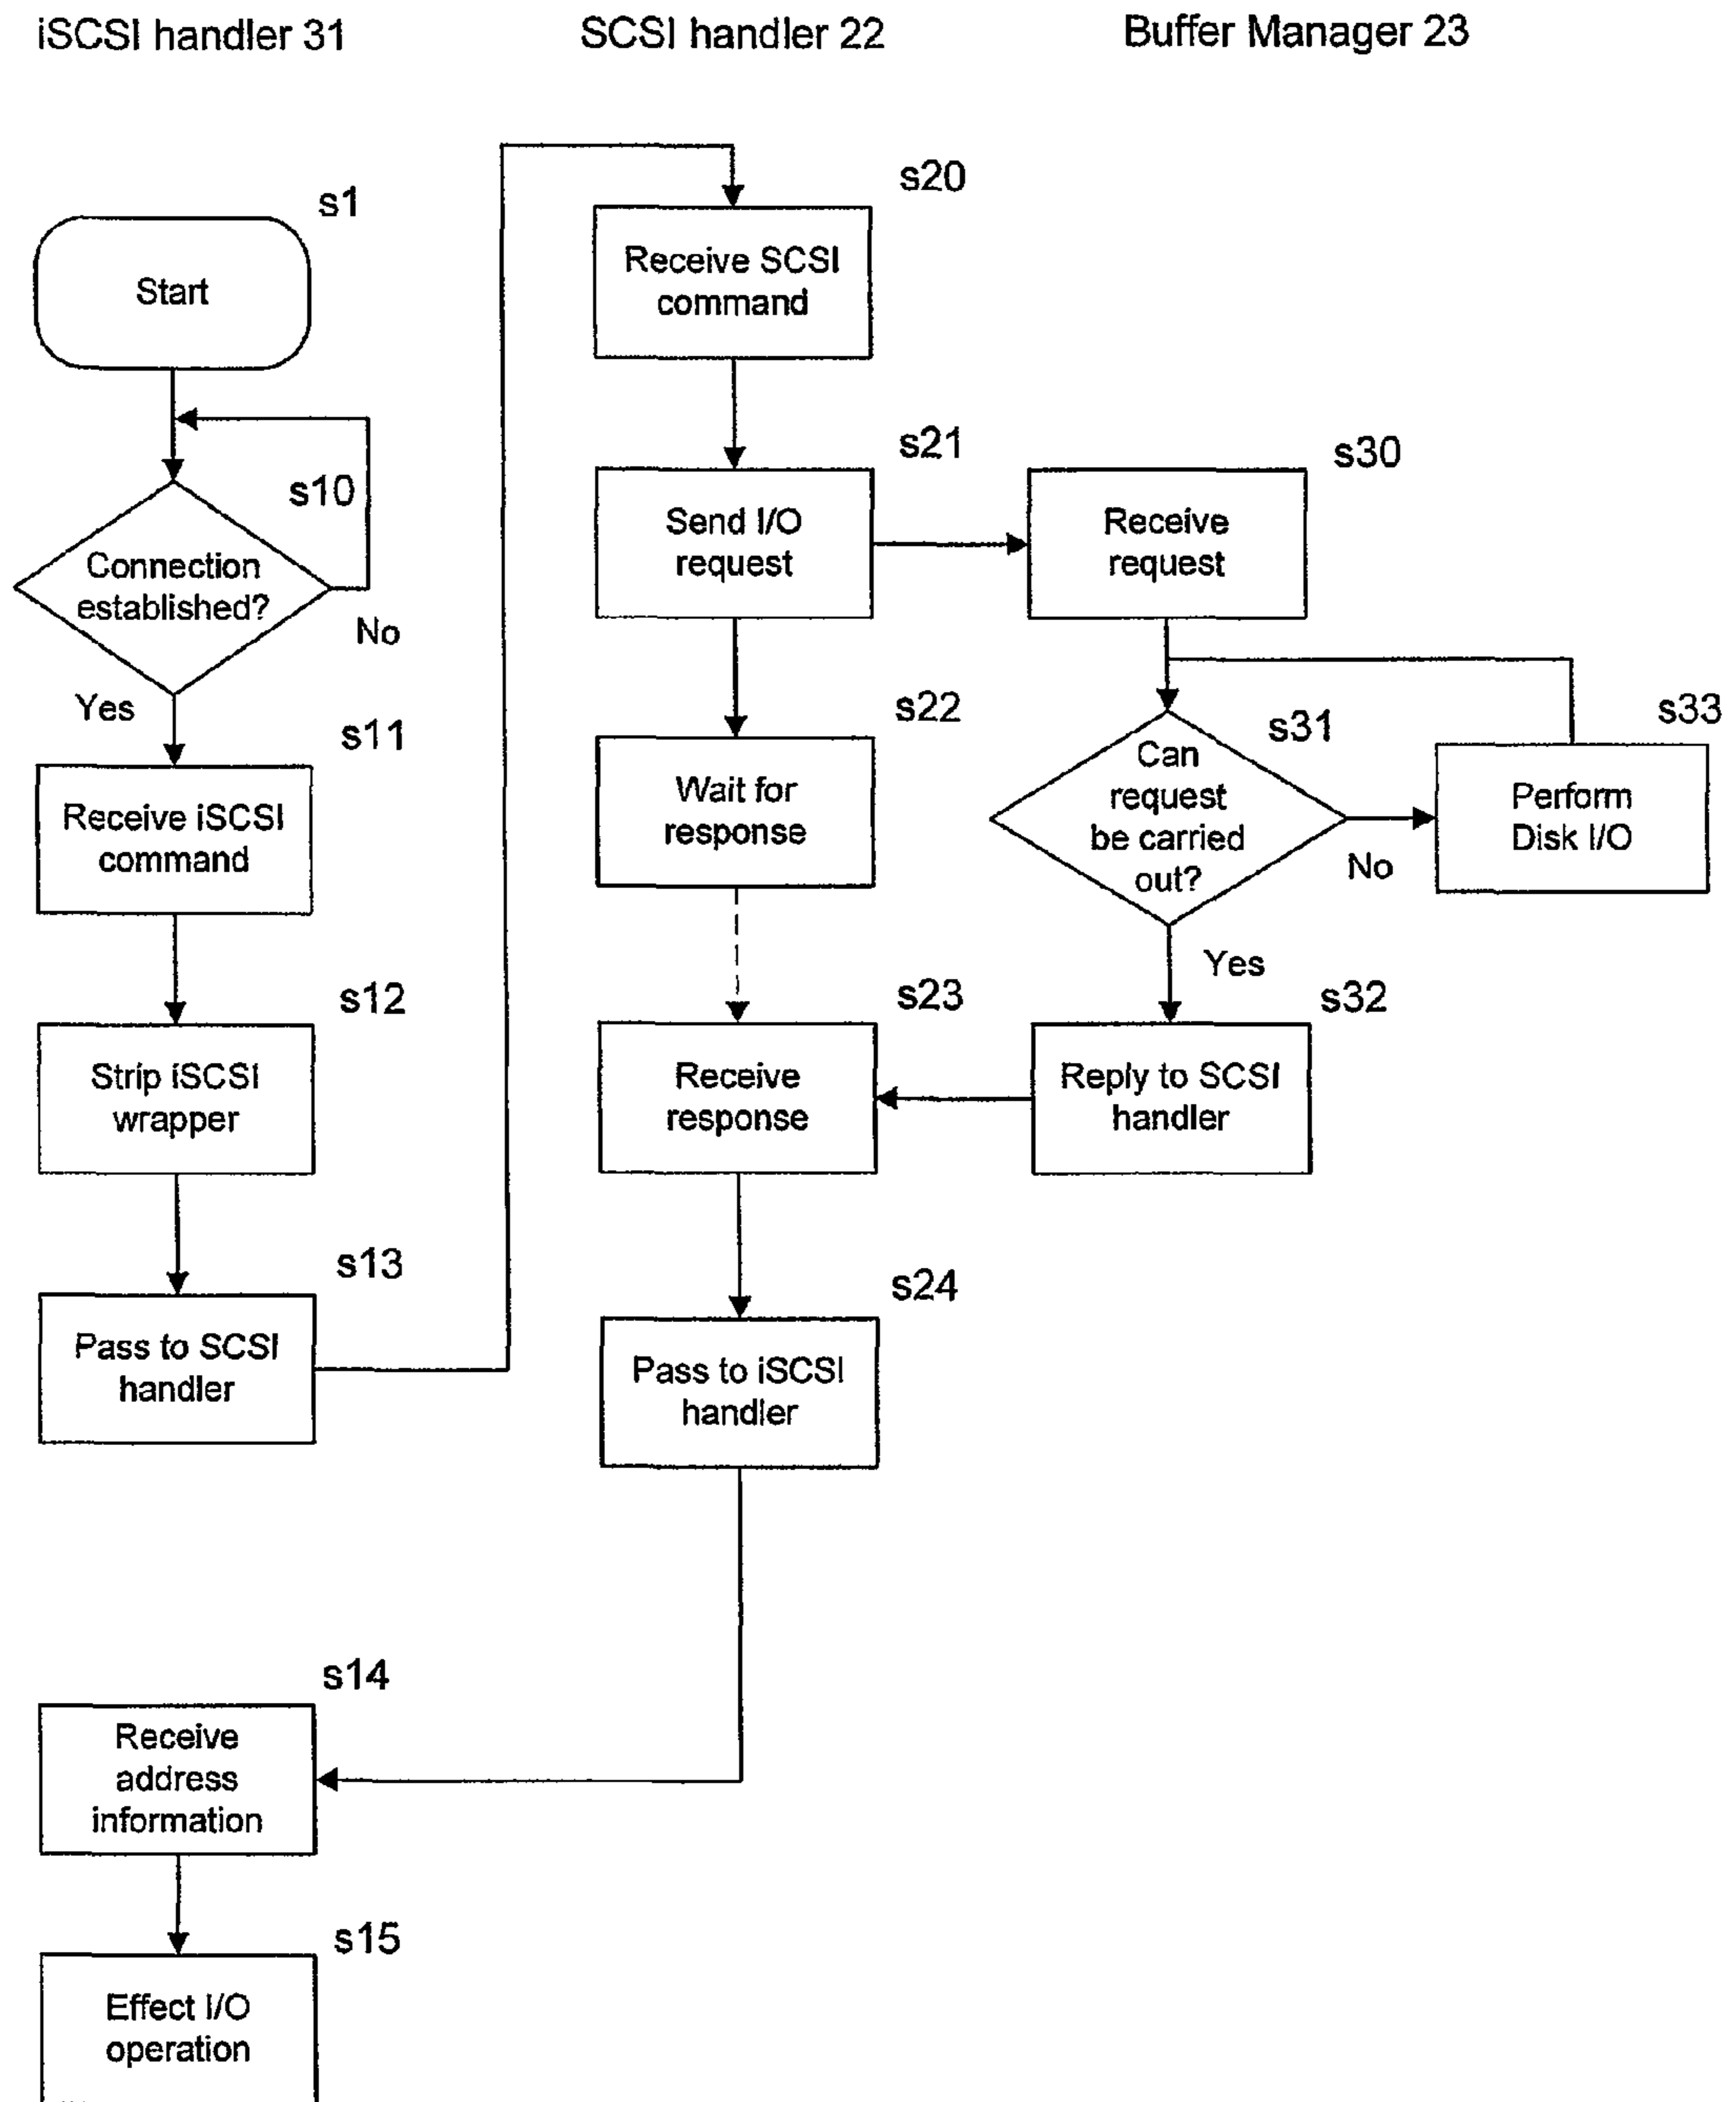 iSCSI handler 31
SCSI handler 22
Buffer Manager 23
s1
Start
s10
Connection
established?
No
Yes
s11
Receive iSCSI
command
s12
Strip iSCSI
wrapper
s13
Pass to SCSI
handler
s20
Receive SCSI
command
s21
Send I/O
request
s22
Wait for
response
s23
Receive
response
s24
Pass to iSCSI
handler
s30
Receive
request
s31
Can
request
be carried
out?
No
Yes
s33
Perform
Disk I/O
s32
Reply to SCSI
handler
s14
Receive
address
information
s15
Effect I/O
operation